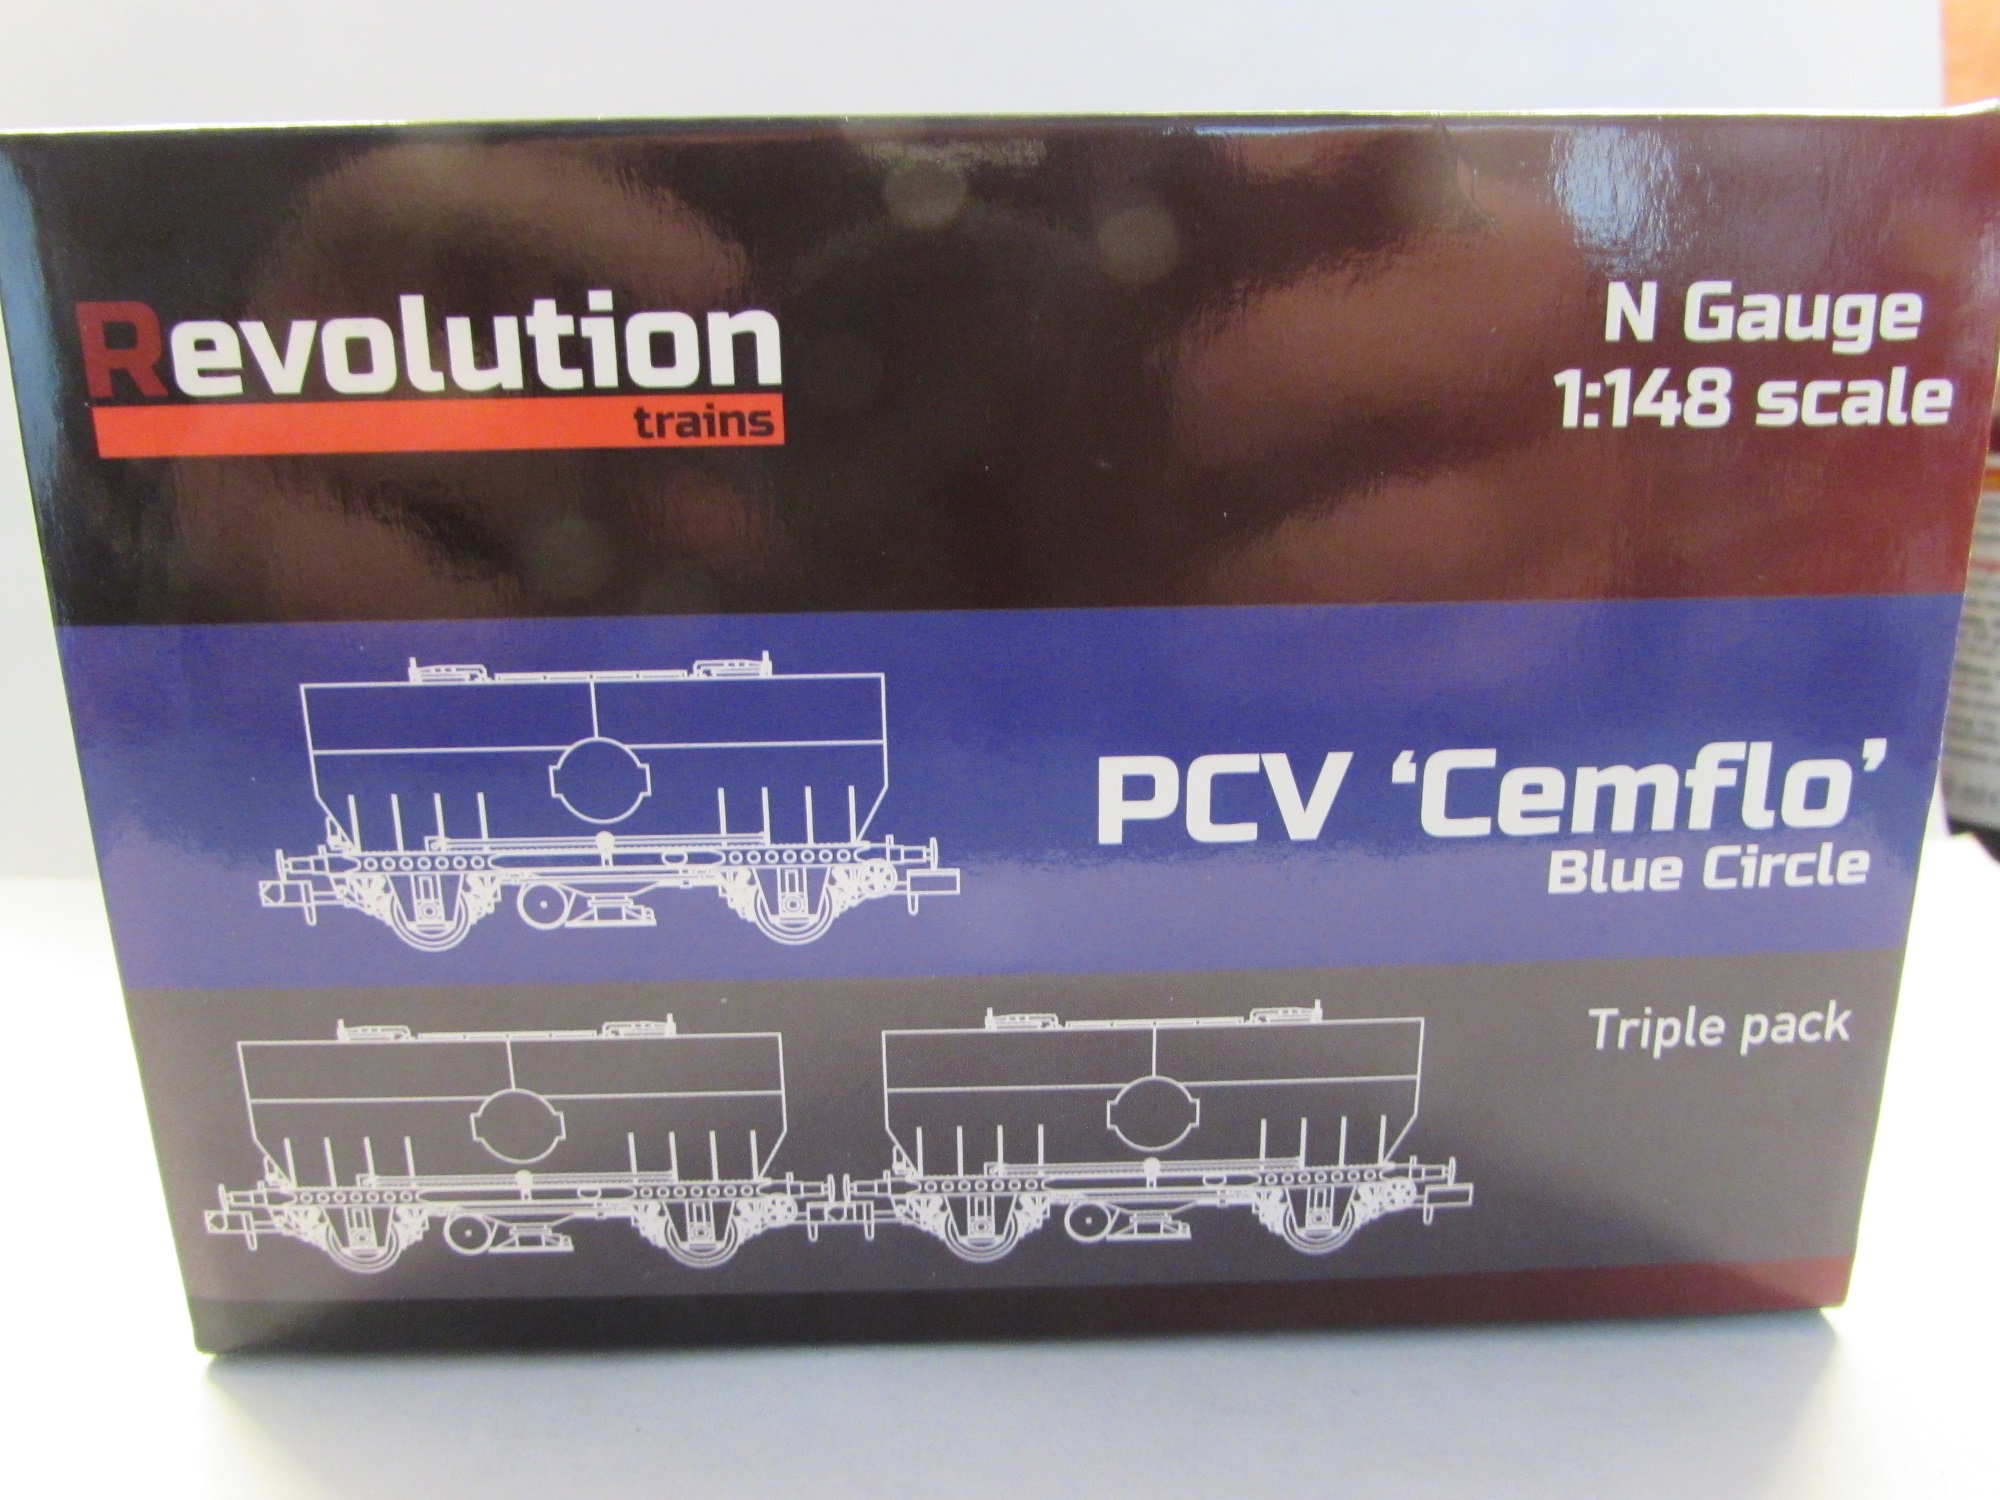 Revolution
trains
N Gauge
1:148 scale
PCV ‘Cemflo’
Blue Circle
Triple pack